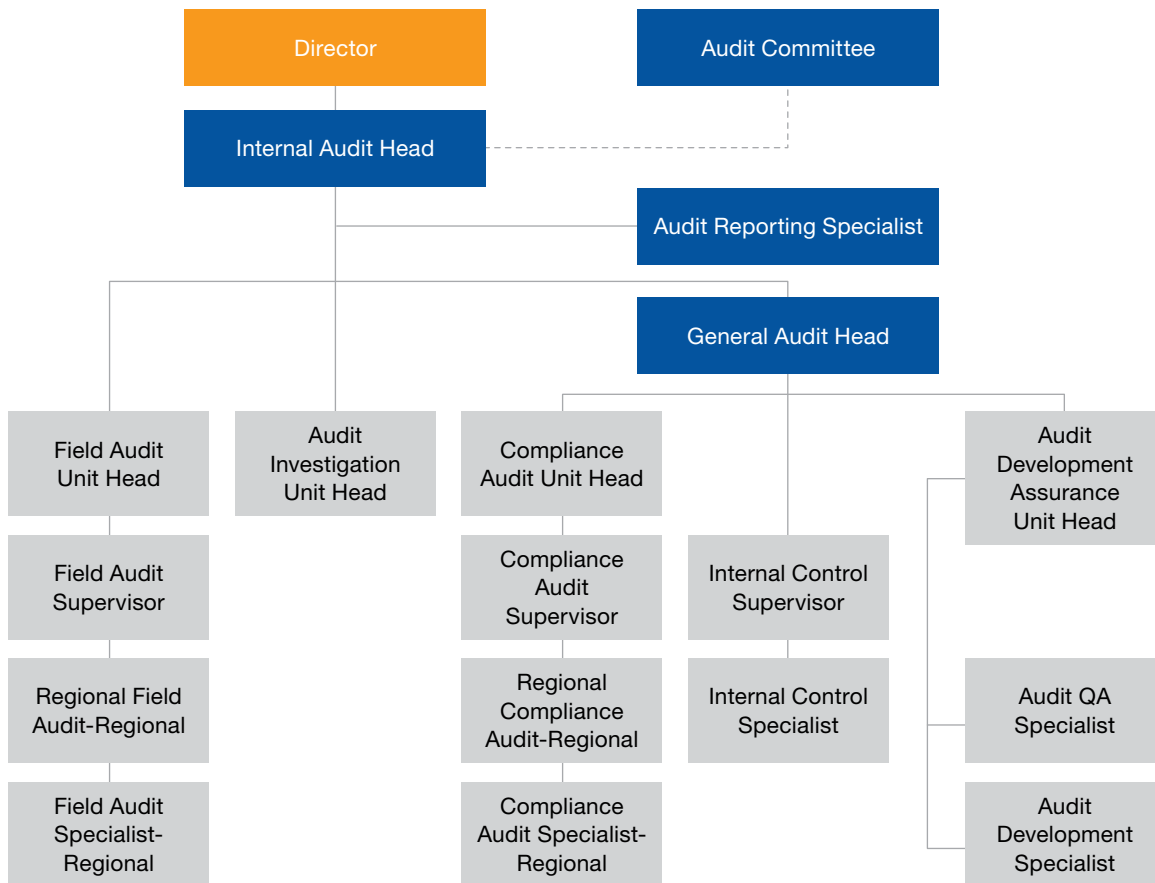 Director
Audit Committee
Internal Audit Head
Audit Reporting Specialist
General Audit Head
Field Audit
Unit Head
Audit
Investigation
Unit Head
Compliance
Audit Unit Head
Audit
Development
Assurance
Unit Head
Field Audit
Supervisor
Compliance
Audit
Supervisor
Internal Control
Supervisor
Regional Field
Audit-Regional
Regional
Compliance
Audit-Regional
Internal Control
Specialist
Audit QA
Specialist
Field Audit
Specialist-
Regional
Compliance
Audit Specialist-
Regional
Audit
Development
Specialist